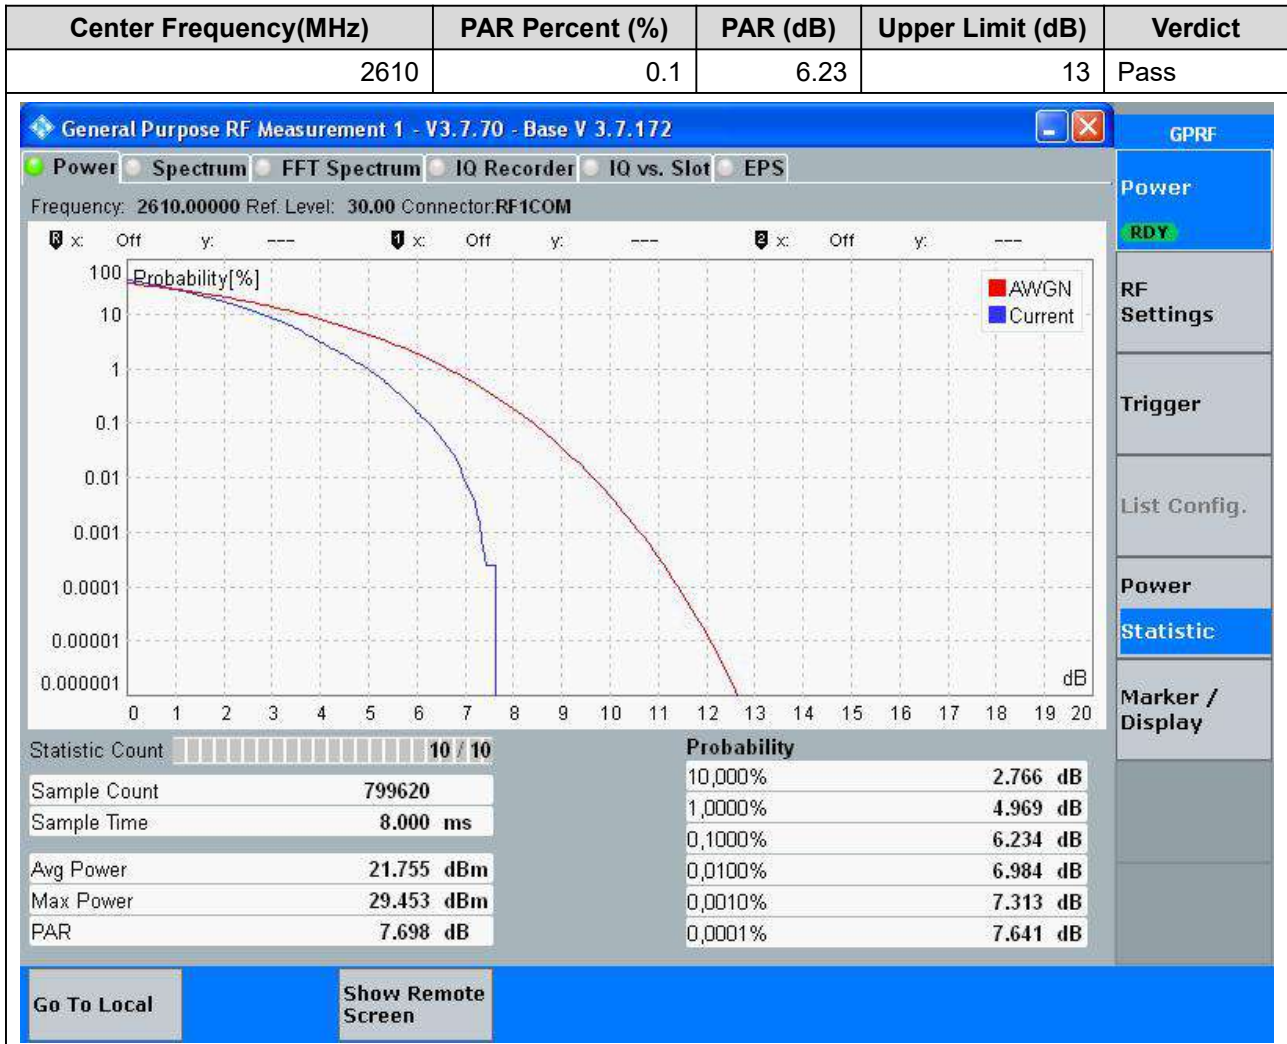 Center Frequency(MHz) PAR Percent (%) PAR (dB) Upper Limit (dB) Verdict
2610 0.1 6.23 13 Pass
General Purpose RF Measurement 1 - V3.7.70 - Base V 3.7.172
GPRF
Power Spectrum FFT Spectrum IQ Recorder IQ vs. Slot EPS
Frequency: 2610.00000 Ref. Level: 30.00 Connector:RF1COM
R x: Off y: --- 1 x: Off y: --- 2 x: Off y: ---
Probability[%]
AWGN
Current
100
10
1
0.1
0.01
0.001
0.0001
0.00001
0.000001
dB
0 1 2 3 4 5 6 7 8 9 10 11 12 13 14 15 16 17 18 19 20
Statistic Count 10 / 10
Sample Count 799620
Sample Time 8.000 ms
Avg Power 21.755 dBm
Max Power 29.453 dBm
PAR 7.698 dB
Probability
10,000% 2.766 dB
1,0000% 4.969 dB
0,1000% 6.234 dB
0,0100% 6.984 dB
0,0010% 7.313 dB
0,0001% 7.641 dB
Power
RDY
RF
Settings
Trigger
List Config.
Power
Statistic
Marker /
Display
Go To Local
Show Remote
Screen